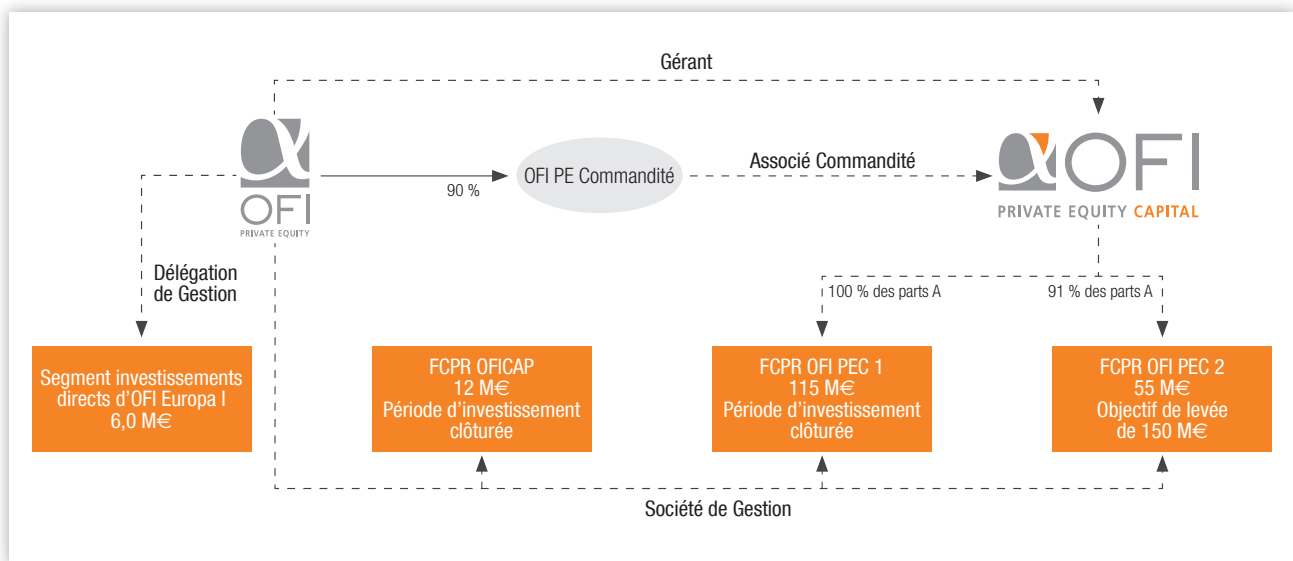 Gérant
OFI
PRIVATE EQUITY
90 %
OFI PE Commandité
Associé Commandité
OFI
PRIVATE EQUITY CAPITAL
Délégation
de Gestion
100 % des parts A
91 % des parts A
Segment investissements
directs d'OFI Europa I
6,0 M€
FCPR OFICAP
12 M€
Période d'investissement
clôturée
FCPR OFI PEC 1
115 M€
Période d'investissement
clôturée
FCPR OFI PEC 2
55 M€
Objectif de levée
de 150 M€
Société de Gestion